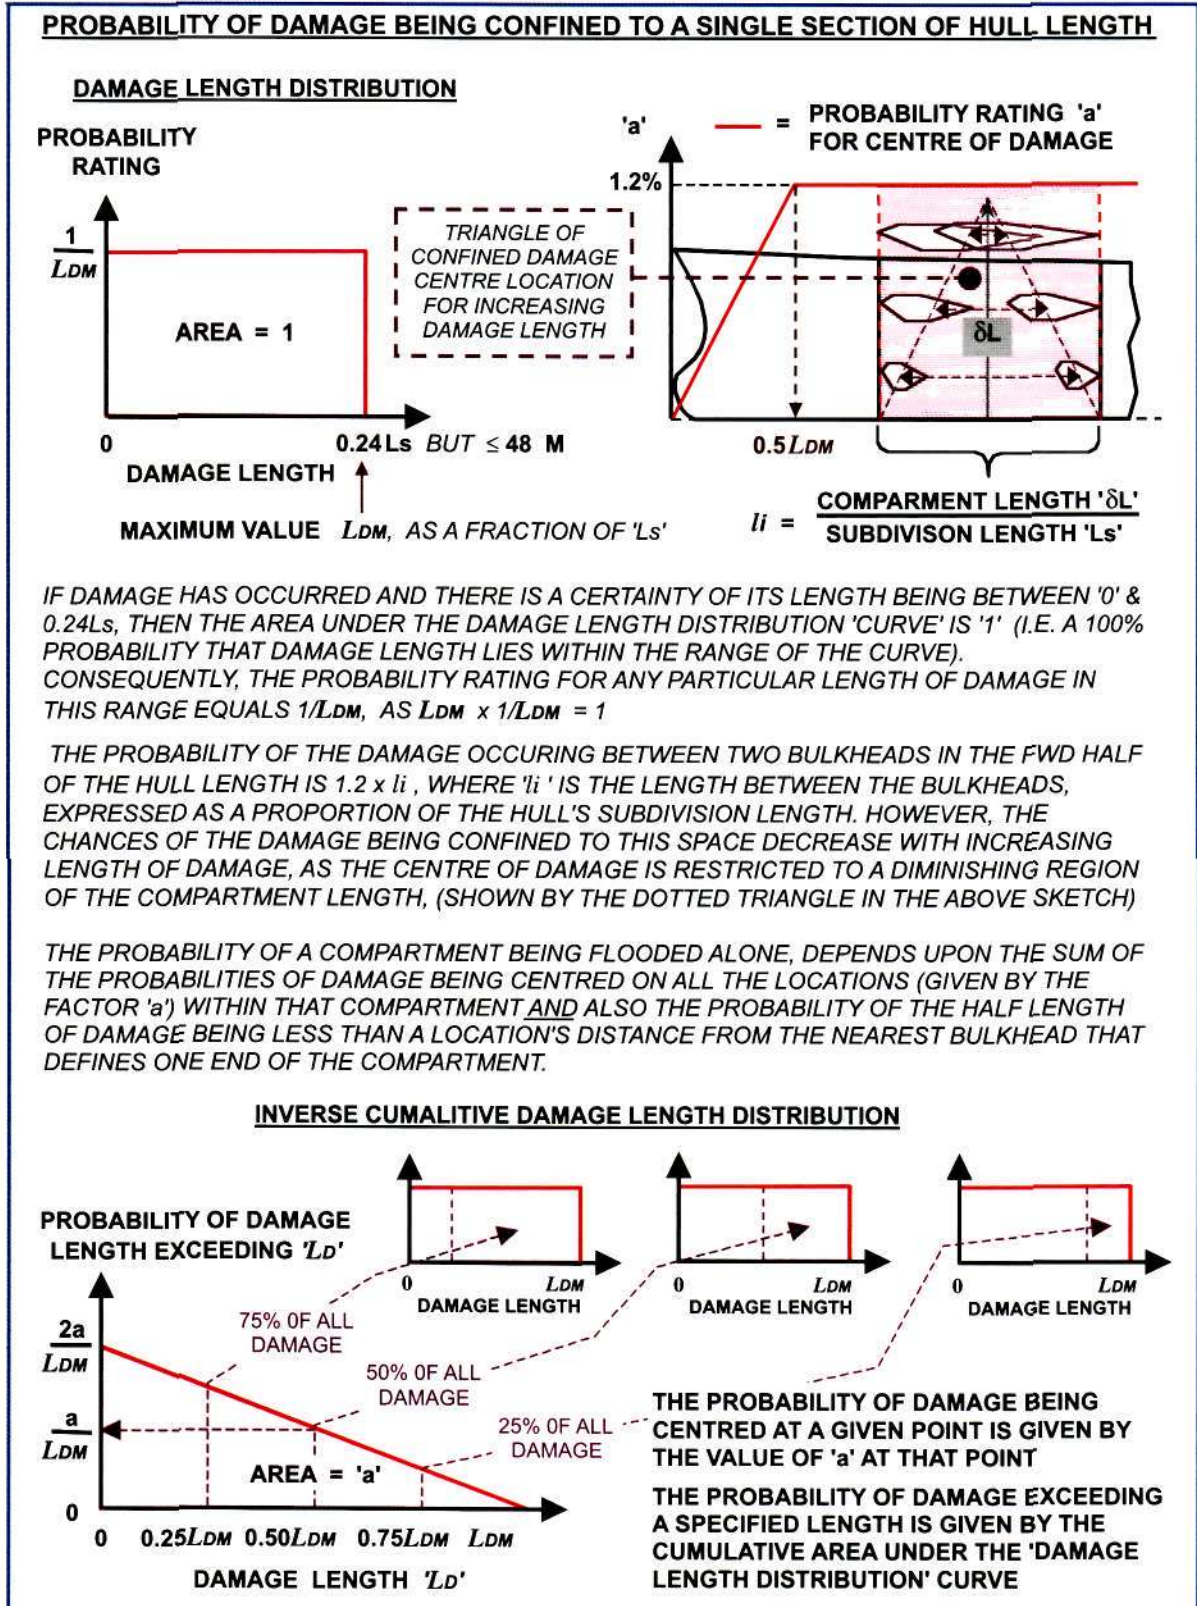 PROBABILITY OF DAMAGE BEING CONFINED TO A SINGLE SECTION OF HULL LENGTH
DAMAGE LENGTH DISTRIBUTION
PROBABILITY
RATING
1
LDM
AREA = 1
0
0.24Ls BUT ≤ 48 M
DAMAGE LENGTH
MAXIMUM VALUE LDM, AS A FRACTION OF 'Ls'
TRIANGLE OF
CONFINED DAMAGE
CENTRE LOCATION
FOR INCREASING
DAMAGE LENGTH
'a'
= PROBABILITY RATING 'a'
FOR CENTRE OF DAMAGE
1.2%
δL
0.5LDM
li = COMPARMENT LENGTH 'δL'
SUBDIVISON LENGTH 'Ls'
IF DAMAGE HAS OCCURRED AND THERE IS A CERTAINTY OF ITS LENGTH BEING BETWEEN '0' &
0.24Ls, THEN THE AREA UNDER THE DAMAGE LENGTH DISTRIBUTION 'CURVE' IS '1' (I.E. A 100%
PROBABILITY THAT DAMAGE LENGTH LIES WITHIN THE RANGE OF THE CURVE).
CONSEQUENTLY, THE PROBABILITY RATING FOR ANY PARTICULAR LENGTH OF DAMAGE IN
THIS RANGE EQUALS 1/LDM, AS LDM x 1/LDM = 1
THE PROBABILITY OF THE DAMAGE OCCURING BETWEEN TWO BULKHEADS IN THE FWD HALF
OF THE HULL LENGTH IS 1.2 x li , WHERE 'li ' IS THE LENGTH BETWEEN THE BULKHEADS,
EXPRESSED AS A PROPORTION OF THE HULL'S SUBDIVISION LENGTH. HOWEVER, THE
CHANCES OF THE DAMAGE BEING CONFINED TO THIS SPACE DECREASE WITH INCREASING
LENGTH OF DAMAGE, AS THE CENTRE OF DAMAGE IS RESTRICTED TO A DIMINISHING REGION
OF THE COMPARTMENT LENGTH, (SHOWN BY THE DOTTED TRIANGLE IN THE ABOVE SKETCH)
THE PROBABILITY OF A COMPARTMENT BEING FLOODED ALONE, DEPENDS UPON THE SUM OF
THE PROBABILITIES OF DAMAGE BEING CENTRED ON ALL THE LOCATIONS (GIVEN BY THE
FACTOR 'a') WITHIN THAT COMPARTMENT AND ALSO THE PROBABILITY OF THE HALF LENGTH
OF DAMAGE BEING LESS THAN A LOCATION'S DISTANCE FROM THE NEAREST BULKHEAD THAT
DEFINES ONE END OF THE COMPARTMENT.
INVERSE CUMALITIVE DAMAGE LENGTH DISTRIBUTION
PROBABILITY OF DAMAGE
LENGTH EXCEEDING 'LD'
0 LDM
DAMAGE LENGTH
0 LDM
DAMAGE LENGTH
0 LDM
DAMAGE LENGTH
2a
LDM
a
LDM
0
75% 0F ALL
DAMAGE
50% 0F ALL
DAMAGE
25% 0F ALL
DAMAGE
AREA = 'a'
0 0.25LDM 0.50LDM 0.75LDM LDM
DAMAGE LENGTH 'LD'
THE PROBABILITY OF DAMAGE BEING
CENTRED AT A GIVEN POINT IS GIVEN BY
THE VALUE OF 'a' AT THAT POINT
THE PROBABILITY OF DAMAGE EXCEEDING
A SPECIFIED LENGTH IS GIVEN BY THE
CUMULATIVE AREA UNDER THE 'DAMAGE
LENGTH DISTRIBUTION' CURVE